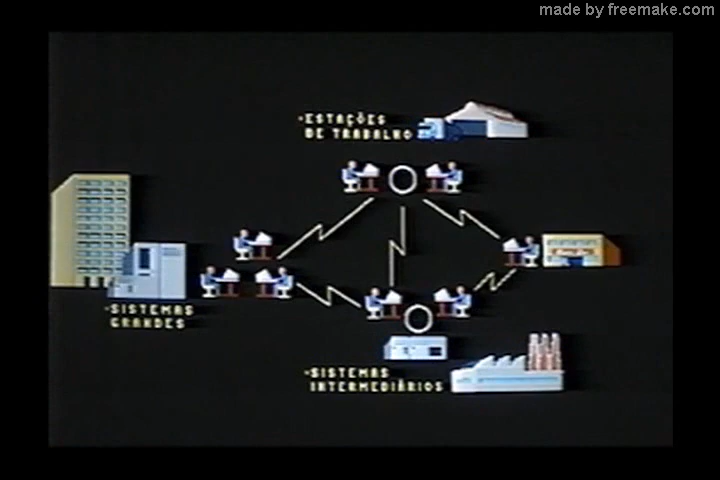 made by freemake.com
·ESTAÇÕES
DE TRABALHO
·SISTEMAS
GRANDES
·SISTEMAS
INTERMEDIÁRIOS